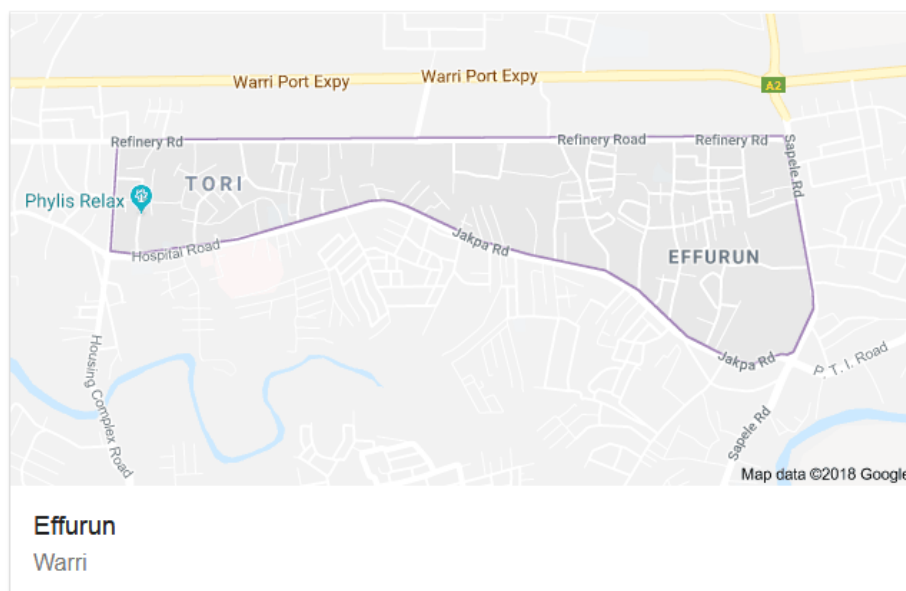 Warri Port Expy
Warri Port Expy
A2
Refinery Rd
Refinery Road
Refinery Rd
Sapele Rd
TORI
Phylis Relax
Hospital Road
Jakpa Rd
EFFURUN
Housing Complex Road
Jakpa Rd
P. T. I. Road
Sapele Rd
Map data ©2018 Google
Effurun
Warri